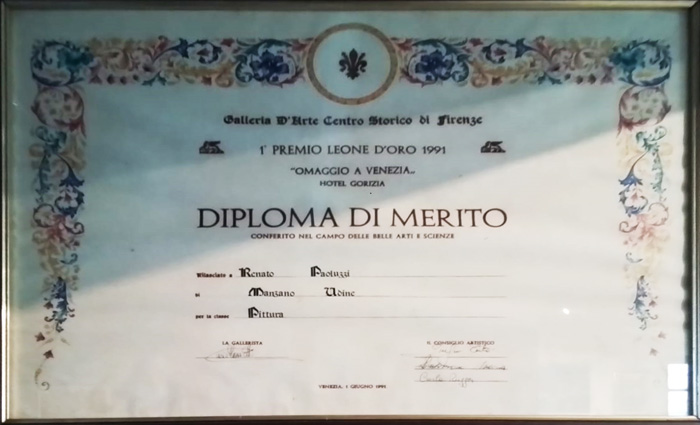 Galleria D'Arte Centro Storico di Firenze
1° PREMIO LEONE D'ORO 1991
"OMAGGIO A VENEZIA„
HOTEL GORIZIA
DIPLOMA DI MERITO
CONFERITO NEL CAMPO DELLE BELLE ARTI E SCIENZE
Rilasciato a Renato Paoluzzi
di Manzano Udine
per la classe Pittura
LA GALLERISTA IL CONSIGLIO ARTISTICO
VENEZIA, 1 GIUGNO 1991